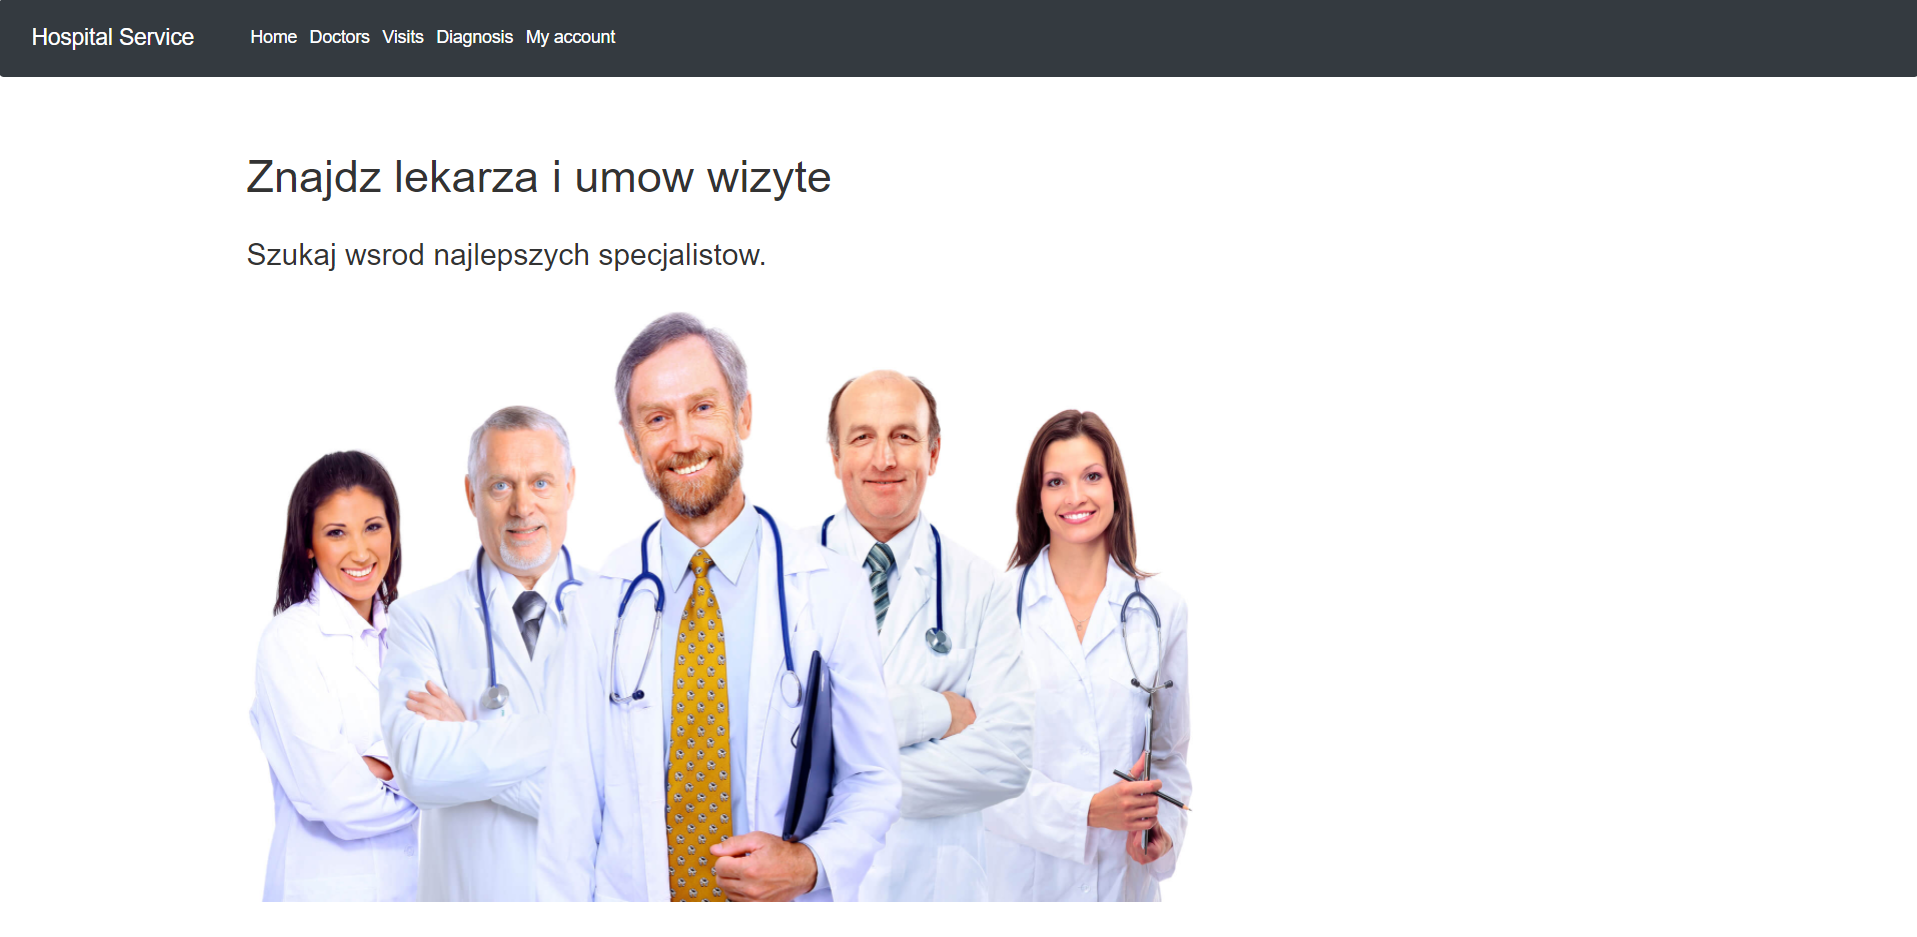 Hospital Service Home Doctors Visits Diagnosis My account
Znajdz lekarza i umow wizyte
Szukaj wsrod najlepszych specjalistow.